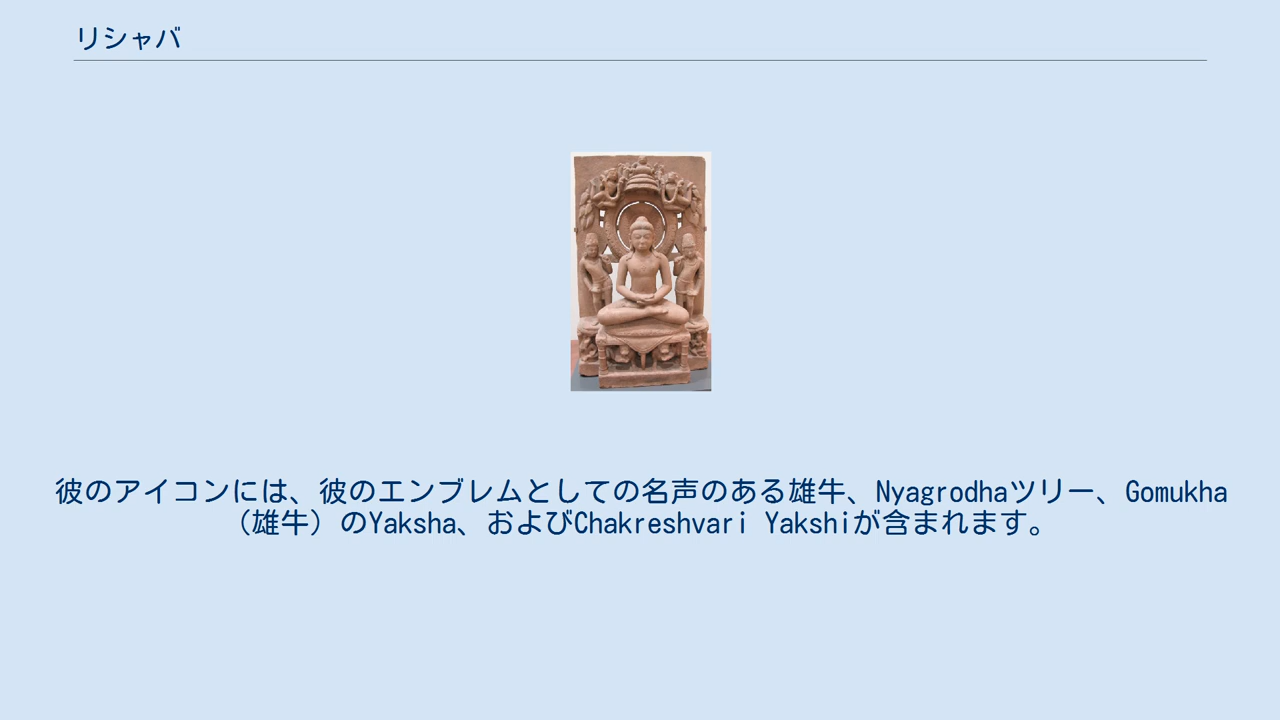 リシャバ
彼のアイコンには、彼のエンブレムとしての名声のある雄牛、Nyagrodhaツリー、Gomukha
（雄牛）のYaksha、およびChakreshvari Yakshiが含まれます。